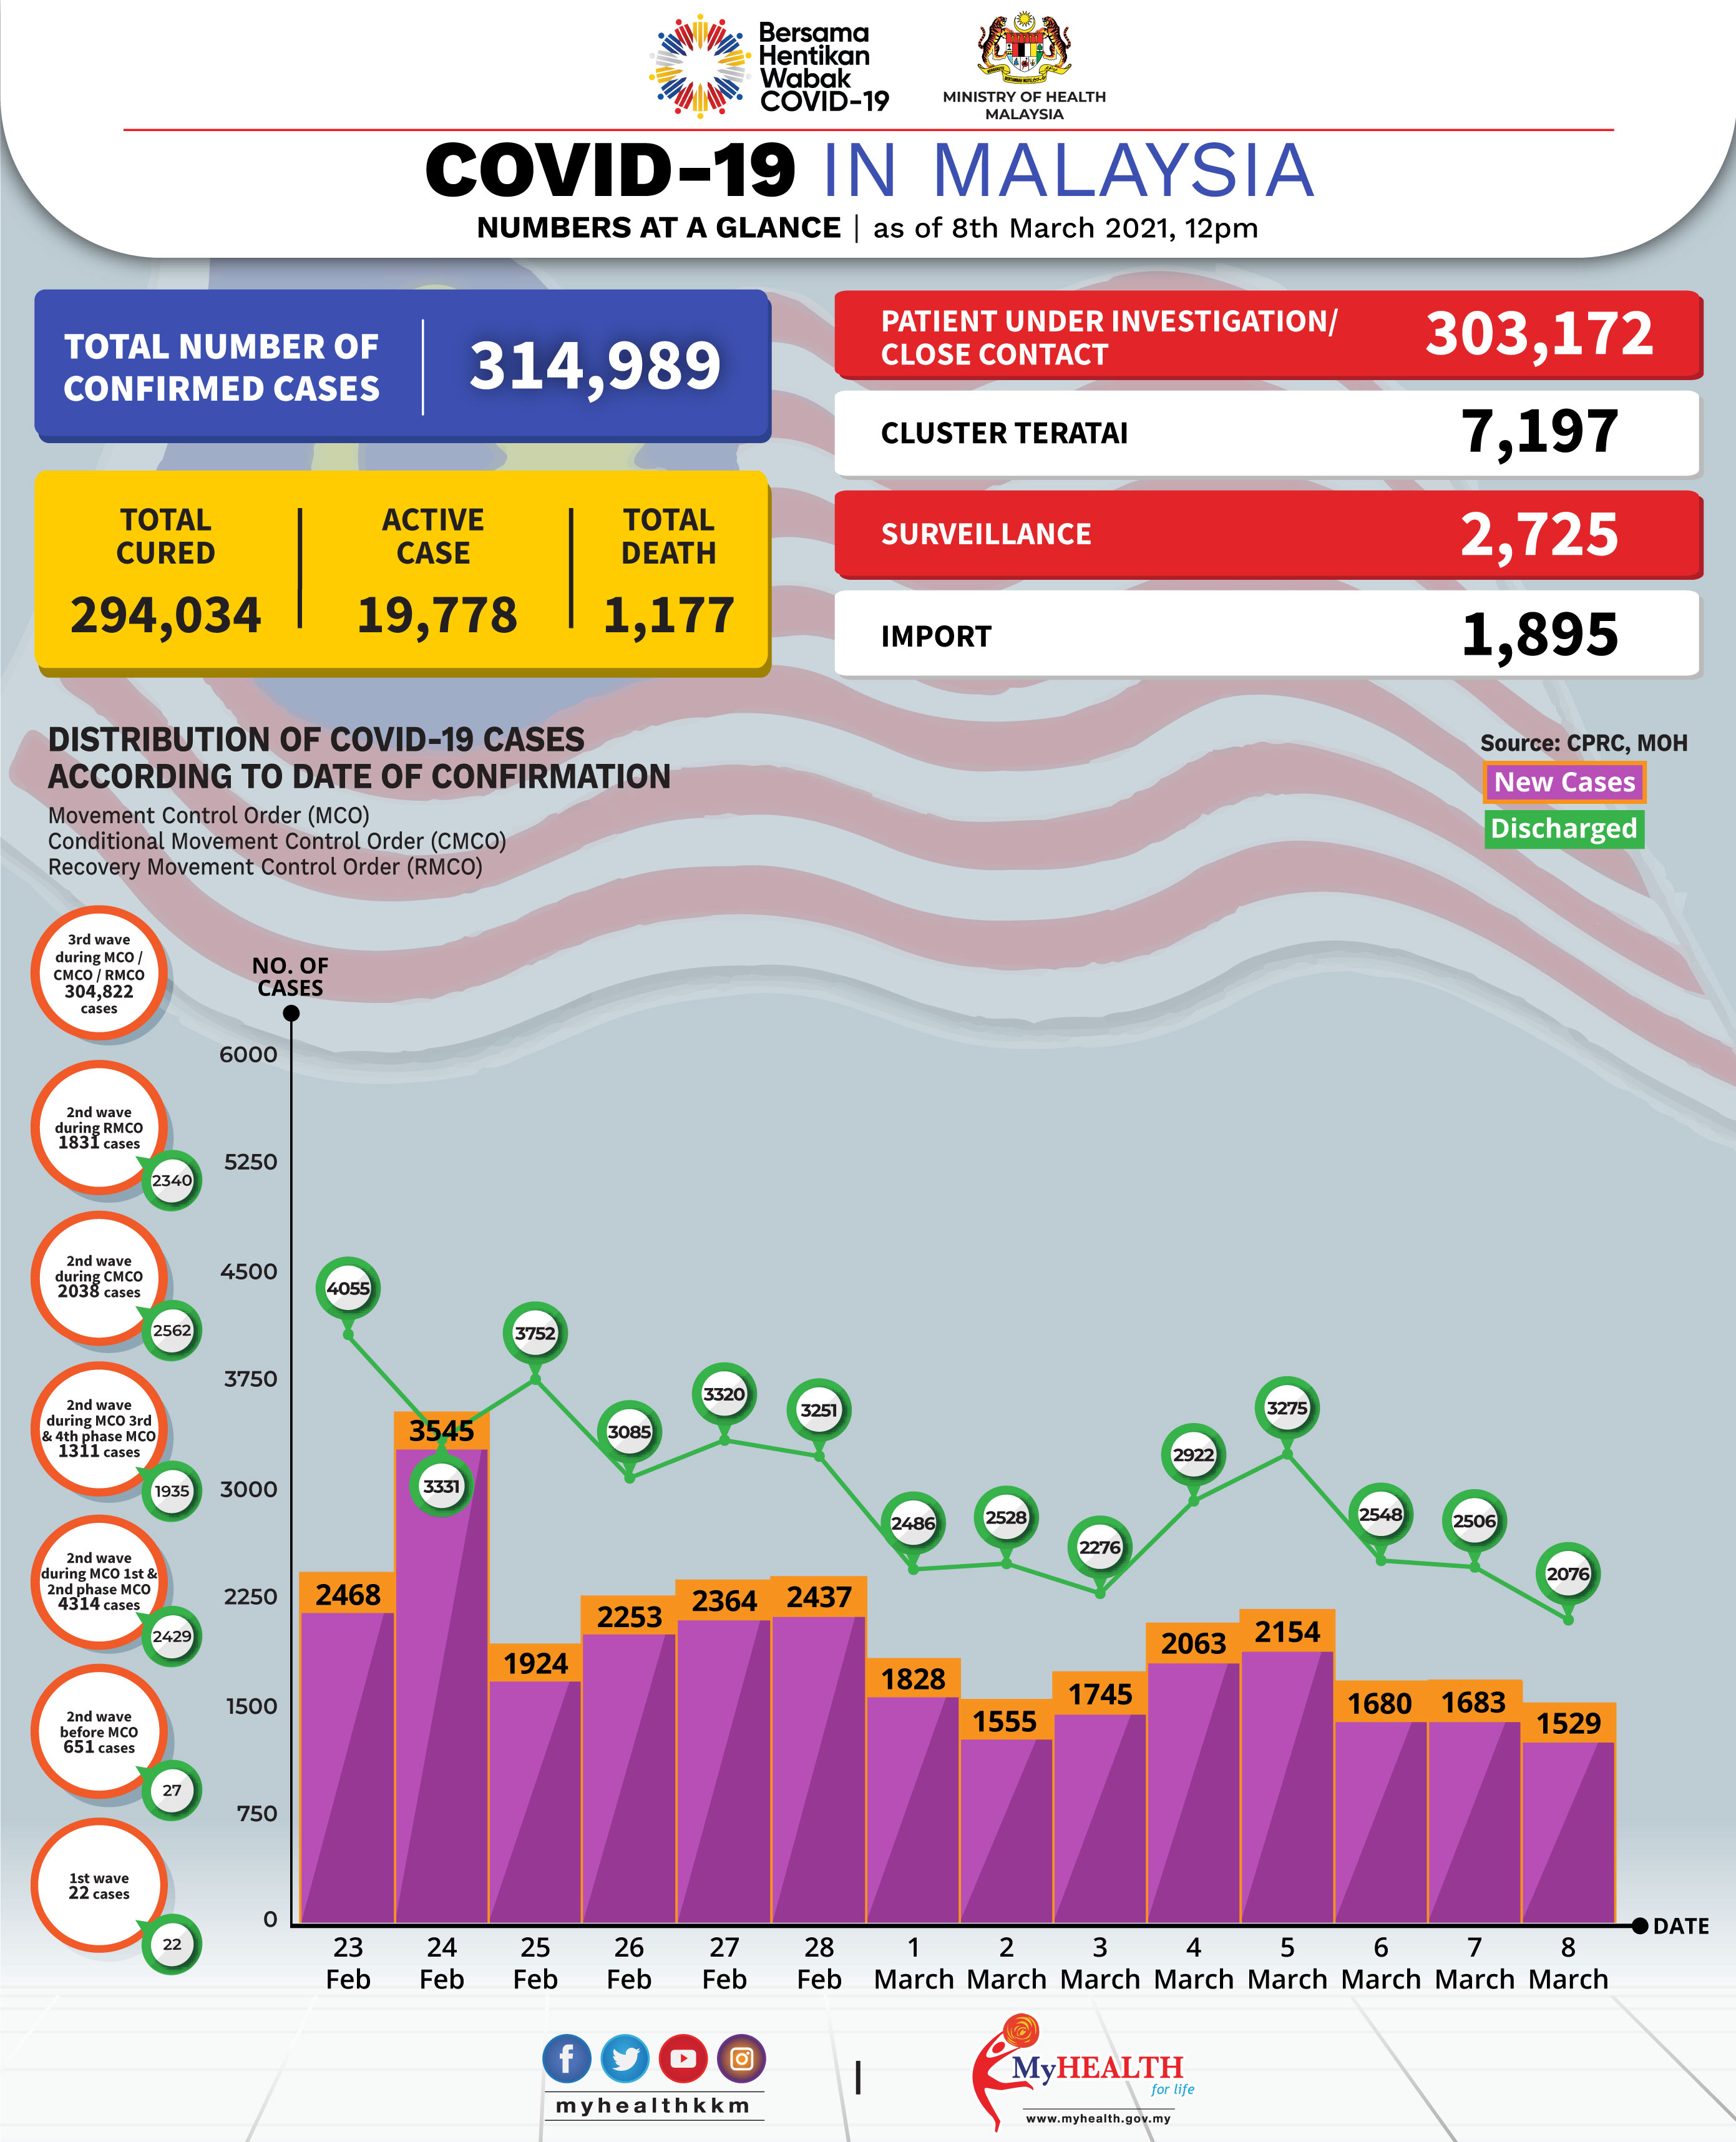 Bersama
Hentikan
Wabak
COVID-19
MINISTRY OF HEALTH
MALAYSIA
COVID-19 IN MALAYSIA
NUMBERS AT A GLANCE | as of 8th March 2021, 12pm
TOTAL NUMBER OF
CONFIRMED CASES
314,989
TOTAL
CURED
294,034
ACTIVE
CASE
19,778
TOTAL
DEATH
1,177
PATIENT UNDER INVESTIGATION/
CLOSE CONTACT
303,172
CLUSTER TERATAI
7,197
SURVEILLANCE
2,725
IMPORT
1,895
DISTRIBUTION OF COVID-19 CASES
ACCORDING TO DATE OF CONFIRMATION
Movement Control Order (MCO)
Conditional Movement Control Order (CMCO)
Recovery Movement Control Order (RMCO)
Source: CPRC, MOH
New Cases
Discharged
3rd wave
during MCO /
CMCO / RMCO
304,822
cases
2nd wave
during RMCO
1831 cases
2340
2nd wave
during CMCO
2038 cases
2562
2nd wave
during MCO 3rd
& 4th phase MCO
1311 cases
1935
2nd wave
during MCO 1st &
2nd phase MCO
4314 cases
2429
2nd wave
before MCO
651 cases
27
1st wave
22 cases
22
NO. OF
CASES
6000
5250
4500
3750
3000
2250
1500
750
0
4055
3331
3752
3085
3320
3251
2486
2528
2276
2922
3275
2548
2506
2076
2468
3545
1924
2253
2364
2437
1828
1555
1745
2063
2154
1680
1683
1529
23
Feb
24
Feb
25
Feb
26
Feb
27
Feb
28
Feb
1
March
2
March
3
March
4
March
5
March
6
March
7
March
8
March
DATE
myhealthkkm
MyHEALTH
for life
www.myhealth.gov.my